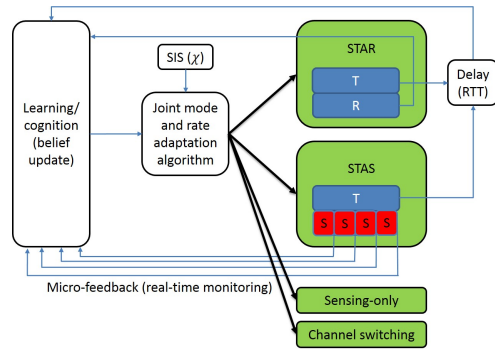 Learning/
cognition
(belief
update)
SIS (χ)
Joint mode
and rate
adaptation
algorithm
STAR
T
R
Delay
(RTT)
STAS
T
S S S S
Micro-feedback (real-time monitoring)
Sensing-only
Channel switching